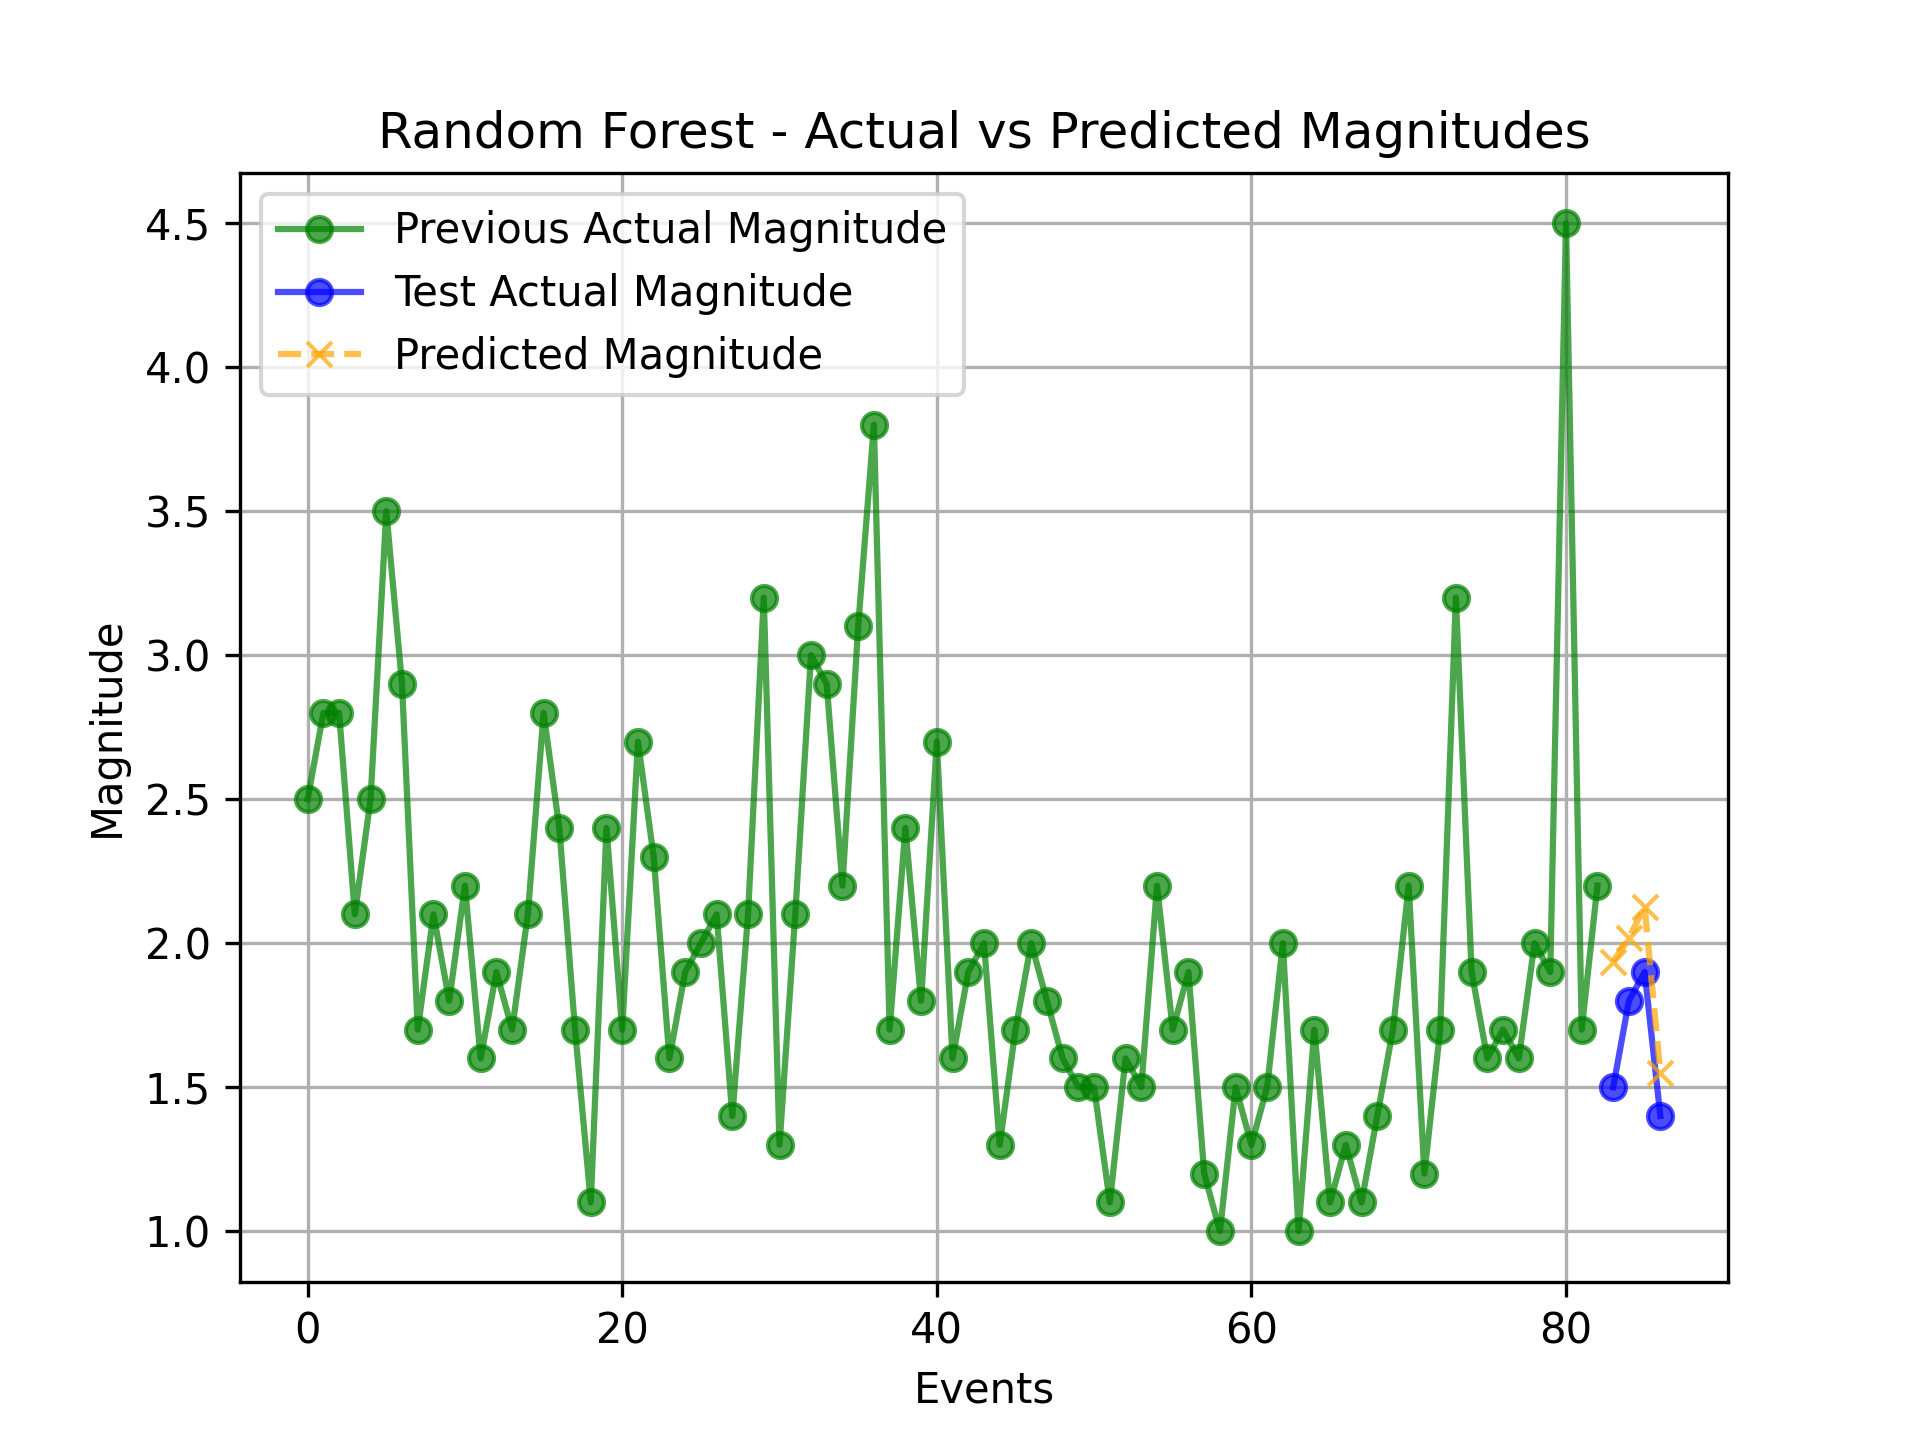 Random Forest - Actual vs Predicted Magnitudes
Previous Actual Magnitude
Test Actual Magnitude
Predicted Magnitude
4.5
4.0
3.5
3.0
2.5
2.0
1.5
1.0
Magnitude
0 20 40 60 80
Events